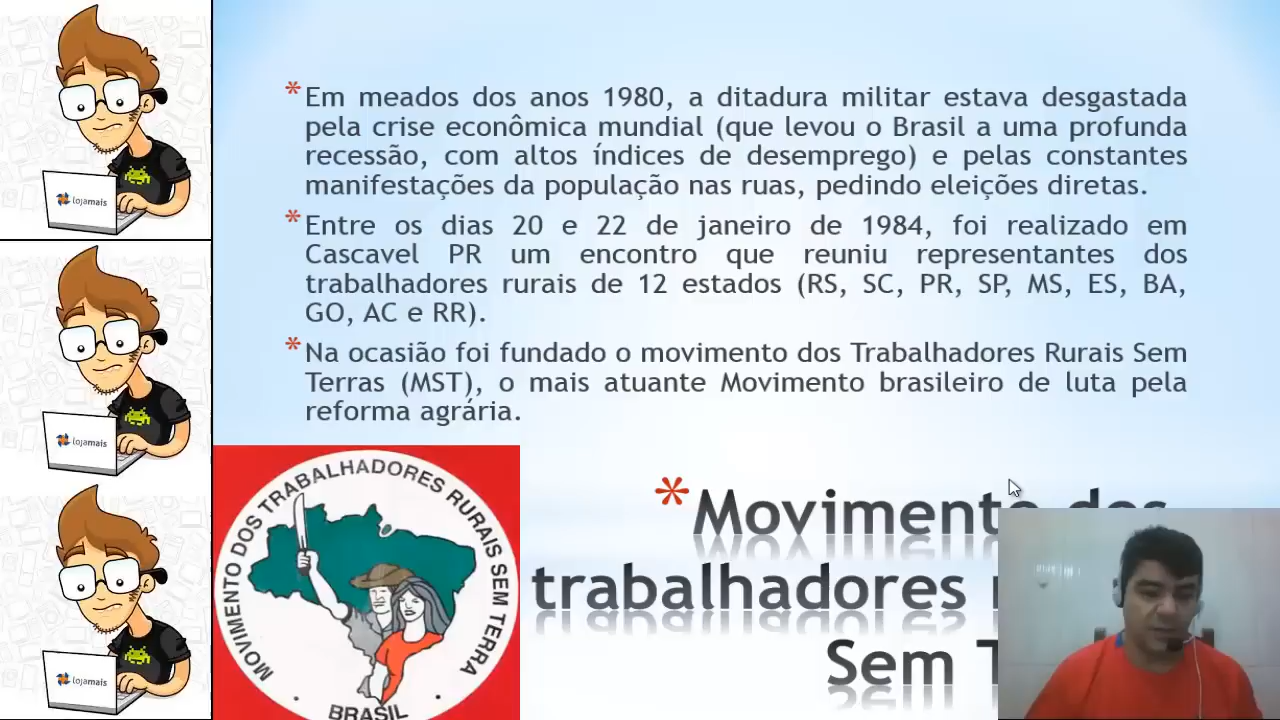 * Em meados dos anos 1980, a ditadura militar estava desgastada
pela crise econômica mundial (que levou o Brasil a uma profunda
recessão, com altos índices de desemprego) e pelas constantes
manifestações da população nas ruas, pedindo eleições diretas.
* Entre os dias 20 e 22 de janeiro de 1984, foi realizado em
Cascavel PR um encontro que reuniu representantes dos
trabalhadores rurais de 12 estados (RS, SC, PR, SP, MS, ES, BA,
GO, AC e RR).
* Na ocasião foi fundado o movimento dos Trabalhadores Rurais Sem
Terras (MST), o mais atuante Movimento brasileiro de luta pela
reforma agrária.
MOVIMENTO DOS TRABALHADORES RURAIS SEM TERRA
BRASIL
* Movimento dos
trabalhadores
Sem
lojamais
lojamais
lojamais